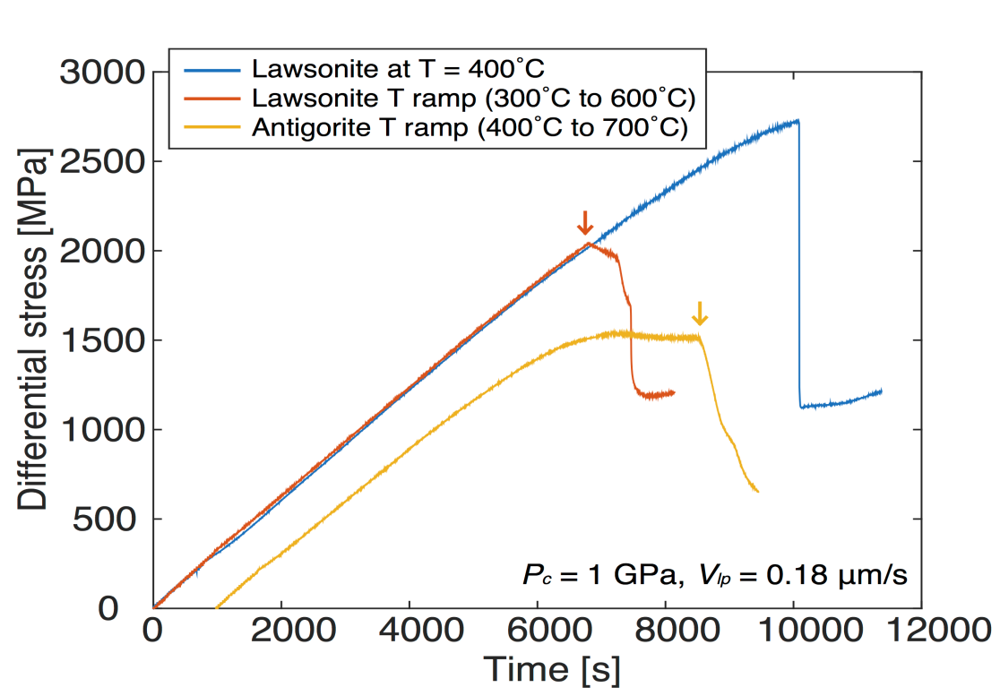 Lawsonite at T = 400˚C
Lawsonite T ramp (300˚C to 600˚C)
Antigorite T ramp (400˚C to 700˚C)
3000
2500
2000
1500
1000
500
0
Differential stress [MPa]
Pc = 1 GPa, Vlp = 0.18 μm/s
0 2000 4000 6000 8000 10000 12000
Time [s]